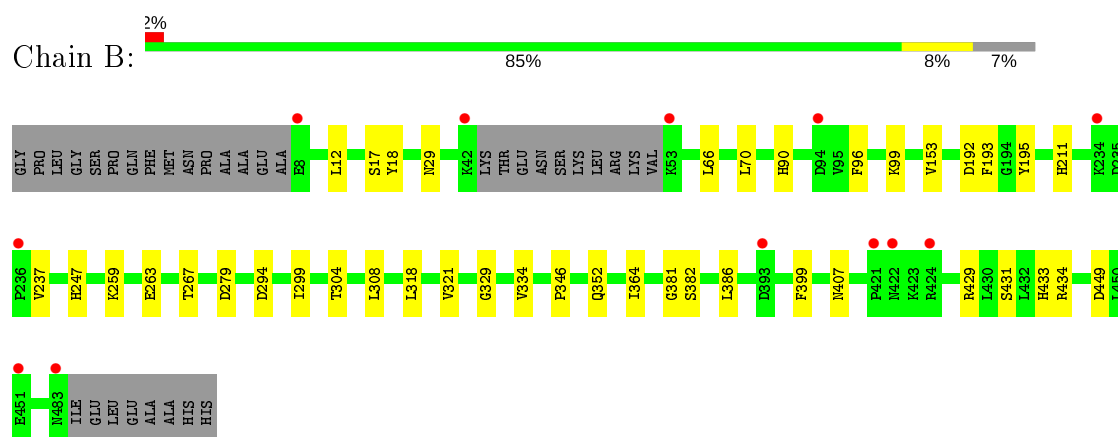 2%
Chain B:
85% 8% 7%
GLY PRO LEU GLY SER PRO GLN PHE MET ASN PRO ALA ALA GLU ALA E8 L12 S17 Y18 N29 K42 LYS THR GLU ASN SER LYS LEU ARG LYS VAL K53 L66 L70 H90 D94 V95 F96 K99 V153 D192 F193 G194 Y195 H211 K234 D235
P236 V237 H247 K259 E263 T267 D279 D294 I299 T304 L308 L318 V321 G329 V334 P346 Q352 I364 G381 S382 L386 D393 F399 N407 P421 N422 K423 R424 R429 L430 S431 L432 H433 R434 D449 L450
E451 N483 ILE GLU LEU GLU ALA ALA HIS HIS